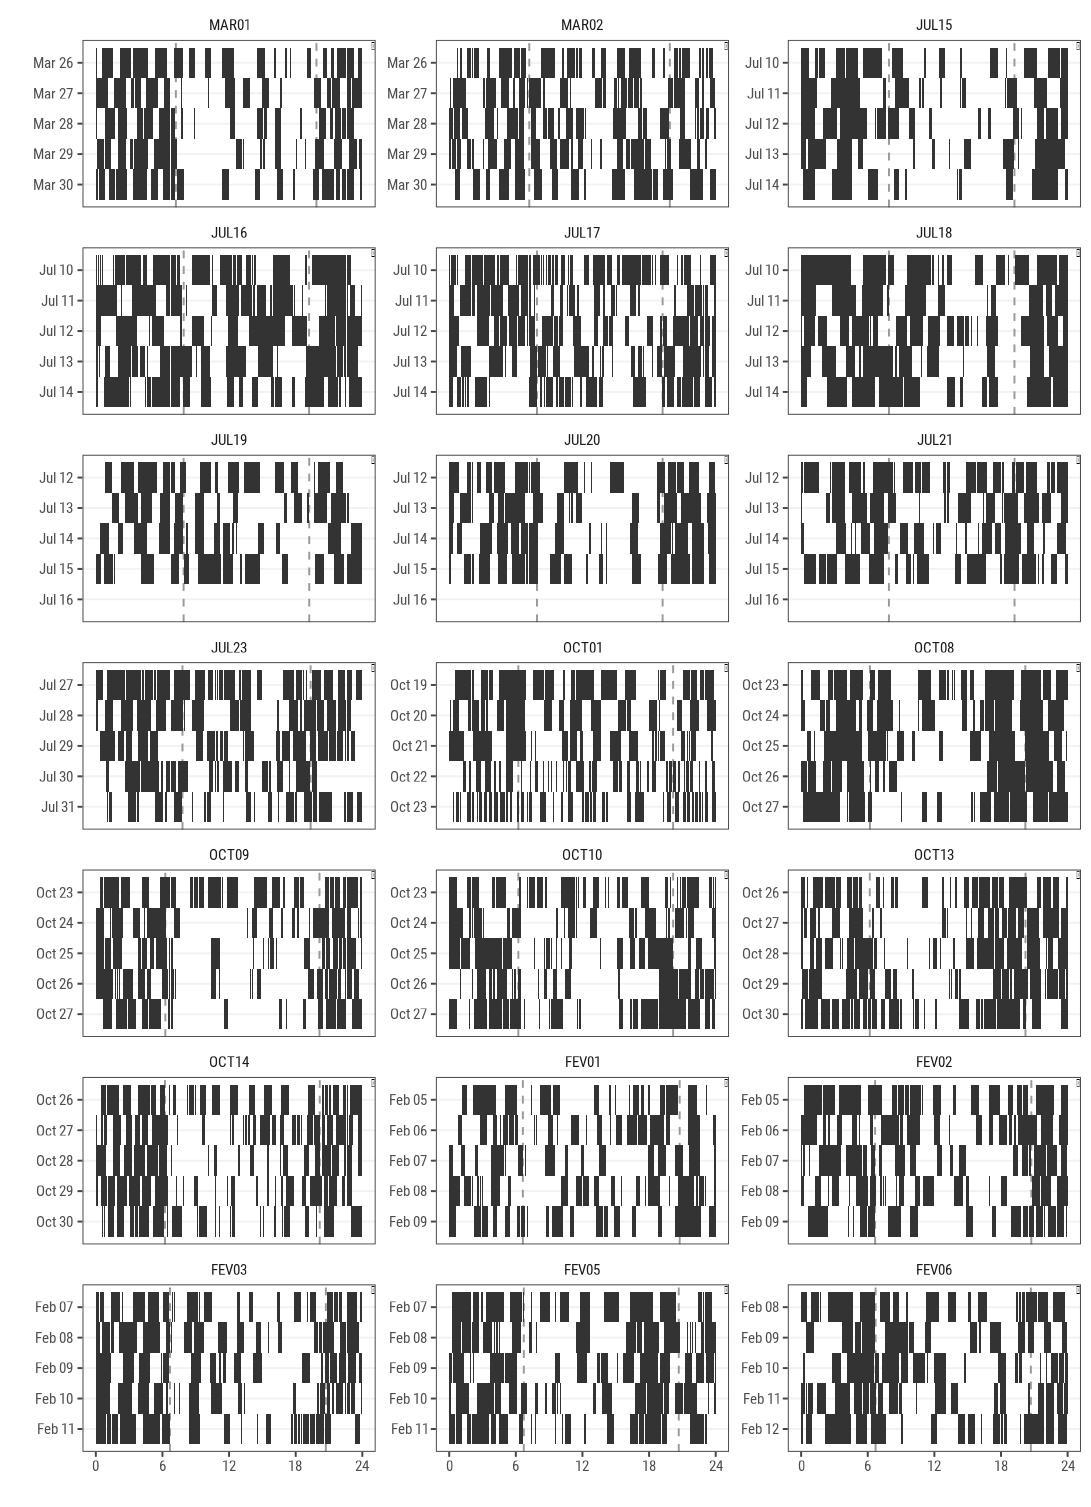 MAR01 MAR02 JUL15
Mar 26 Mar 26 Jul 10
Mar 27 Mar 27 Jul 11
Mar 28 Mar 28 Jul 12
Mar 29 Mar 29 Jul 13
Mar 30 Mar 30 Jul 14
JUL16 JUL17 JUL18
Jul 10 Jul 10 Jul 10
Jul 11 Jul 11 Jul 11
Jul 12 Jul 12 Jul 12
Jul 13 Jul 13 Jul 13
Jul 14 Jul 14 Jul 14
JUL19 JUL20 JUL21
Jul 12 Jul 12 Jul 12
Jul 13 Jul 13 Jul 13
Jul 14 Jul 14 Jul 14
Jul 15 Jul 15 Jul 15
Jul 16 Jul 16 Jul 16
JUL23 OCT01 OCT08
Jul 27 Oct 19 Oct 23
Jul 28 Oct 20 Oct 24
Jul 29 Oct 21 Oct 25
Jul 30 Oct 22 Oct 26
Jul 31 Oct 23 Oct 27
OCT09 OCT10 OCT13
Oct 23 Oct 23 Oct 26
Oct 24 Oct 24 Oct 27
Oct 25 Oct 25 Oct 28
Oct 26 Oct 26 Oct 29
Oct 27 Oct 27 Oct 30
OCT14 FEV01 FEV02
Oct 26 Feb 05 Feb 05
Oct 27 Feb 06 Feb 06
Oct 28 Feb 07 Feb 07
Oct 29 Feb 08 Feb 08
Oct 30 Feb 09 Feb 09
FEV03 FEV05 FEV06
Feb 07 Feb 07 Feb 08
Feb 08 Feb 08 Feb 09
Feb 09 Feb 09 Feb 10
Feb 10 Feb 10 Feb 11
Feb 11 Feb 11 Feb 12
0 6 12 18 24 0 6 12 18 24 0 6 12 18 24